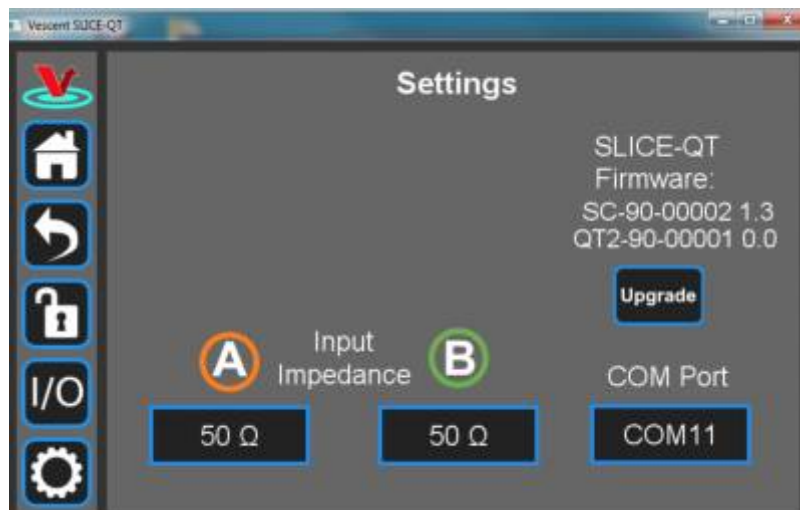 Vescent SLICE-QT
Settings
SLICE-QT
Firmware:
SC-90-00002 1.3
QT2-90-00001 0.0
Upgrade
A
Input
Impedance
B
COM Port
I/O
50 Ω
50 Ω
COM11